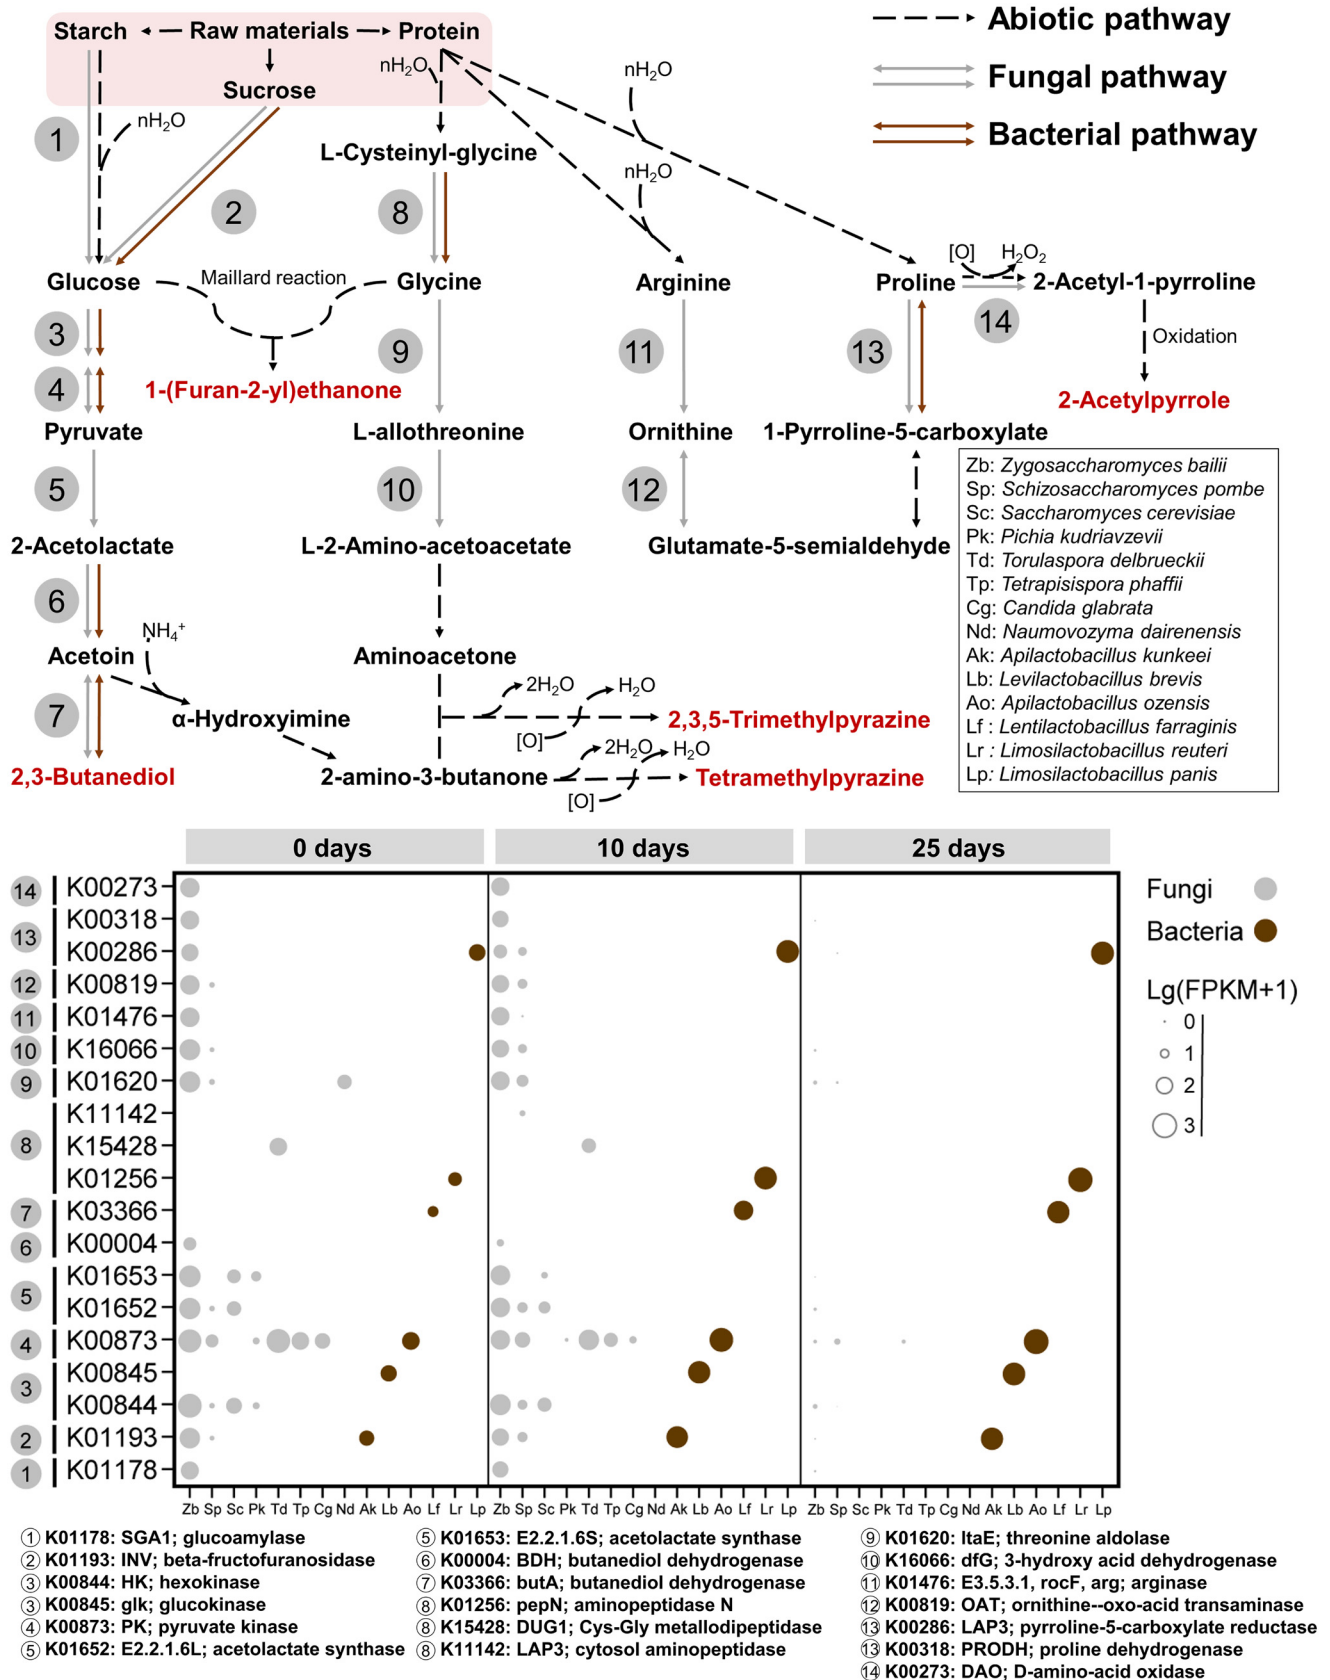 Starch
Raw materials
Protein
Sucrose
nH₂O
nH₂O
nH₂O
nH₂O
Abiotic pathway
Fungal pathway
Bacterial pathway
1
2
8
L-Cysteinyl-glycine
Glucose
Maillard reaction
Glycine
Arginine
Proline
[O]
H₂O₂
14
2-Acetyl-1-pyrroline
3
4
9
11
13
Oxidation
1-(Furan-2-yl)ethanone
2-Acetylpyrrole
Pyruvate
L-allothreonine
Ornithine
1-Pyrroline-5-carboxylate
5
10
12
2-Acetolactate
L-2-Amino-acetoacetate
Glutamate-5-semialdehyde
6
NH₄⁺
Acetoin
Aminoacetone
7
α-Hydroxyimine
2H₂O
H₂O
[O]
2,3,5-Trimethylpyrazine
2,3-Butanediol
2-amino-3-butanone
2H₂O
H₂O
[O]
Tetramethylpyrazine
Zb: Zygosaccharomyces bailii
Sp: Schizosaccharomyces pombe
Sc: Saccharomyces cerevisiae
Pk: Pichia kudriavzevii
Td: Torulaspora delbrueckii
Tp: Tetrapisispora phaffii
Cg: Candida glabrata
Nd: Naumovozyma dairenensis
Ak: Apilactobacillus kunkeei
Lb: Levilactobacillus brevis
Ao: Apilactobacillus ozensis
Lf : Lentilactobacillus farraginis
Lr : Limosilactobacillus reuteri
Lp: Limosilactobacillus panis
0 days
10 days
25 days
14 K00273
K00318
13
K00286
12 K00819
11 K01476
10 K16066
9 K01620
K11142
8 K15428
K01256
7 K03366
6 K00004
K01653
5
K01652
4 K00873
K00845
3
K00844
2 K01193
1 K01178
Fungi
Bacteria
Lg(FPKM+1)
0
1
2
3
Zb Sp Sc Pk Td Tp Cg Nd Ak Lb Ao Lf Lr Lp
Zb Sp Sc Pk Td Tp Cg Nd Ak Lb Ao Lf Lr Lp
Zb Sp Sc Pk Td Tp Cg Nd Ak Lb Ao Lf Lr Lp
① K01178: SGA1; glucoamylase
② K01193: INV; beta-fructofuranosidase
③ K00844: HK; hexokinase
③ K00845: glk; glucokinase
④ K00873: PK; pyruvate kinase
⑤ K01652: E2.2.1.6L; acetolactate synthase
⑤ K01653: E2.2.1.6S; acetolactate synthase
⑥ K00004: BDH; butanediol dehydrogenase
⑦ K03366: butA; butanediol dehydrogenase
⑧ K01256: pepN; aminopeptidase N
⑧ K15428: DUG1; Cys-Gly metallodipeptidase
⑧ K11142: LAP3; cytosol aminopeptidase
⑨ K01620: ItaE; threonine aldolase
⑩ K16066: dfG; 3-hydroxy acid dehydrogenase
⑪ K01476: E3.5.3.1, rocF, arg; arginase
⑫ K00819: OAT; ornithine--oxo-acid transaminase
⑬ K00286: LAP3; pyrroline-5-carboxylate reductase
⑬ K00318: PRODH; proline dehydrogenase
⑭ K00273: DAO; D-amino-acid oxidase